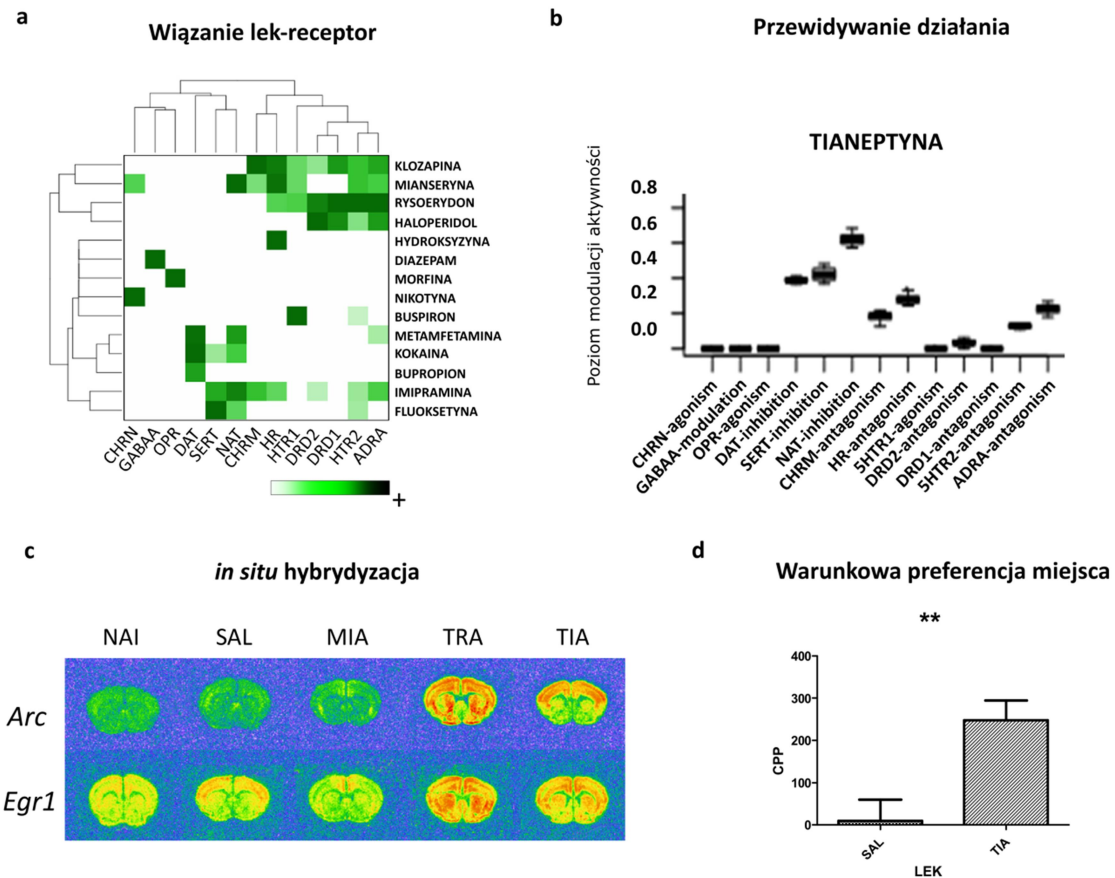 a
Wiązanie lek-receptor
KLOZAPINA
MIANSERYNA
RYSOERYDON
HALOPERIDOL
HYDROKSYZYNA
DIAZEPAM
MORFINA
NIKOTYNA
BUSPIRON
METAMFETAMINA
KOKAINA
BUPROPION
IMIPRAMINA
FLUOKSETYNA
CHRN
GABAA
OPR
DAT
SERT
NAT
CHRM
HR
HTR1
DRD2
DRD1
HTR2
ADRA
+
b
Przewidywanie działania
TIANEPTYNA
Poziom modulacji aktywności
0.8
0.6
0.4
0.2
0.0
CHRN-agonism
GABAA-modulation
OPR-agonism
DAT-inhibition
SERT-inhibition
NAT-inhibition
CHRM-antagonism
HR-antagonism
5HTR1-agonism
DRD2-antagonism
DRD1-antagonism
5HTR2-antagonism
ADRA-antagonism
c
in situ hybrydyzacja
NAI SAL MIA TRA TIA
Arc
Egr1
d
Warunkowa preferencja miejsca
**
CPP
400
300
200
100
0
SAL
TIA
LEK